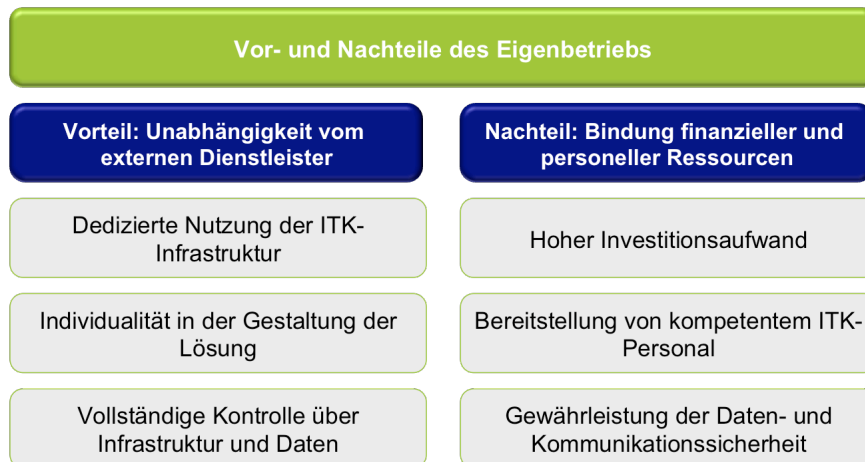 Vor- und Nachteile des Eigenbetriebs
Vorteil: Unabhängigkeit vom
externen Dienstleister
Dedizierte Nutzung der ITK-
Infrastruktur
Individualität in der Gestaltung der
Lösung
Vollständige Kontrolle über
Infrastruktur und Daten
Nachteil: Bindung finanzieller und
personeller Ressourcen
Hoher Investitionsaufwand
Bereitstellung von kompetentem ITK-
Personal
Gewährleistung der Daten- und
Kommunikationssicherheit